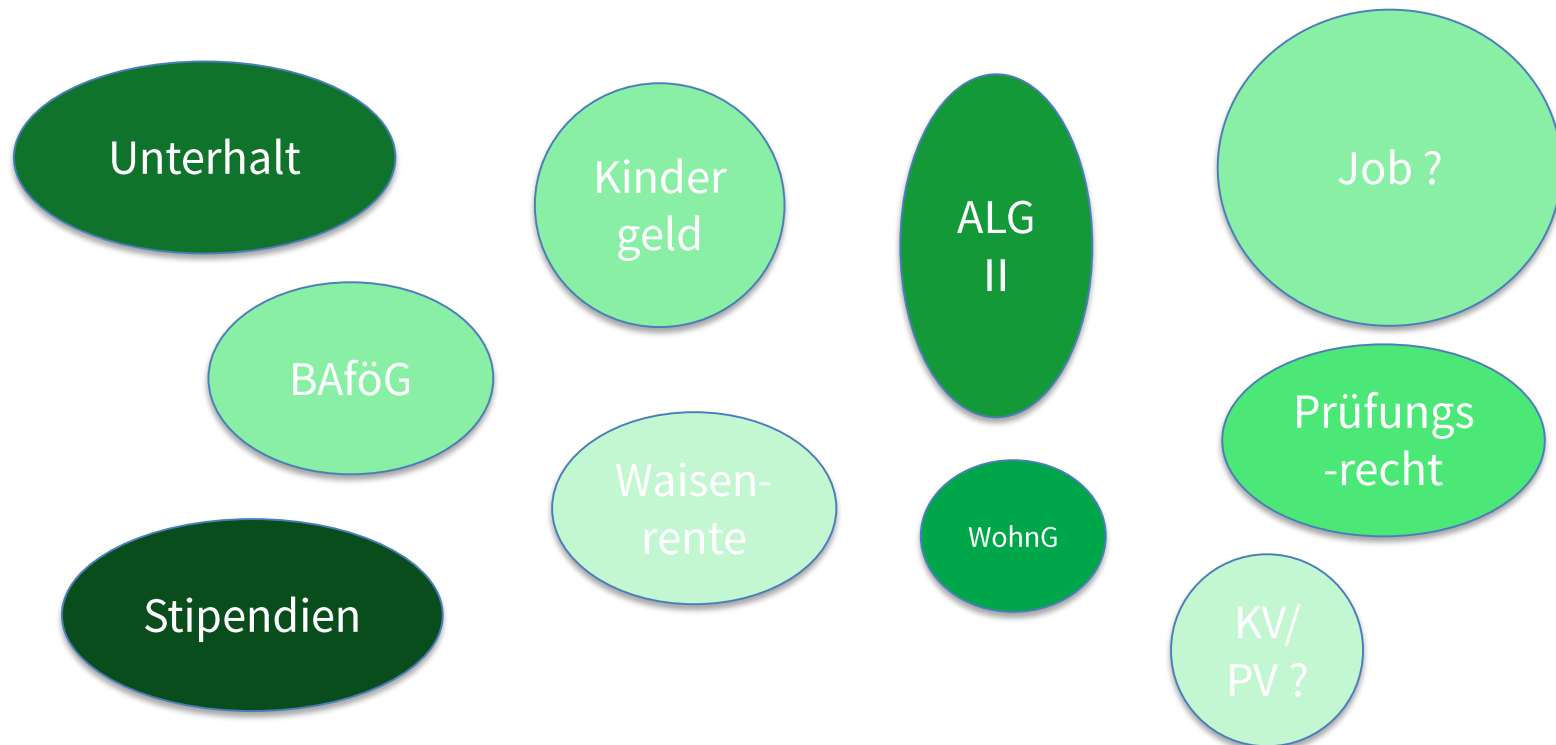 Unterhalt
Kinder
geld
ALG
II
Job ?
BAföG
Waisen-
rente
WohnG
Prüfungs
-recht
Stipendien
KV/
PV ?